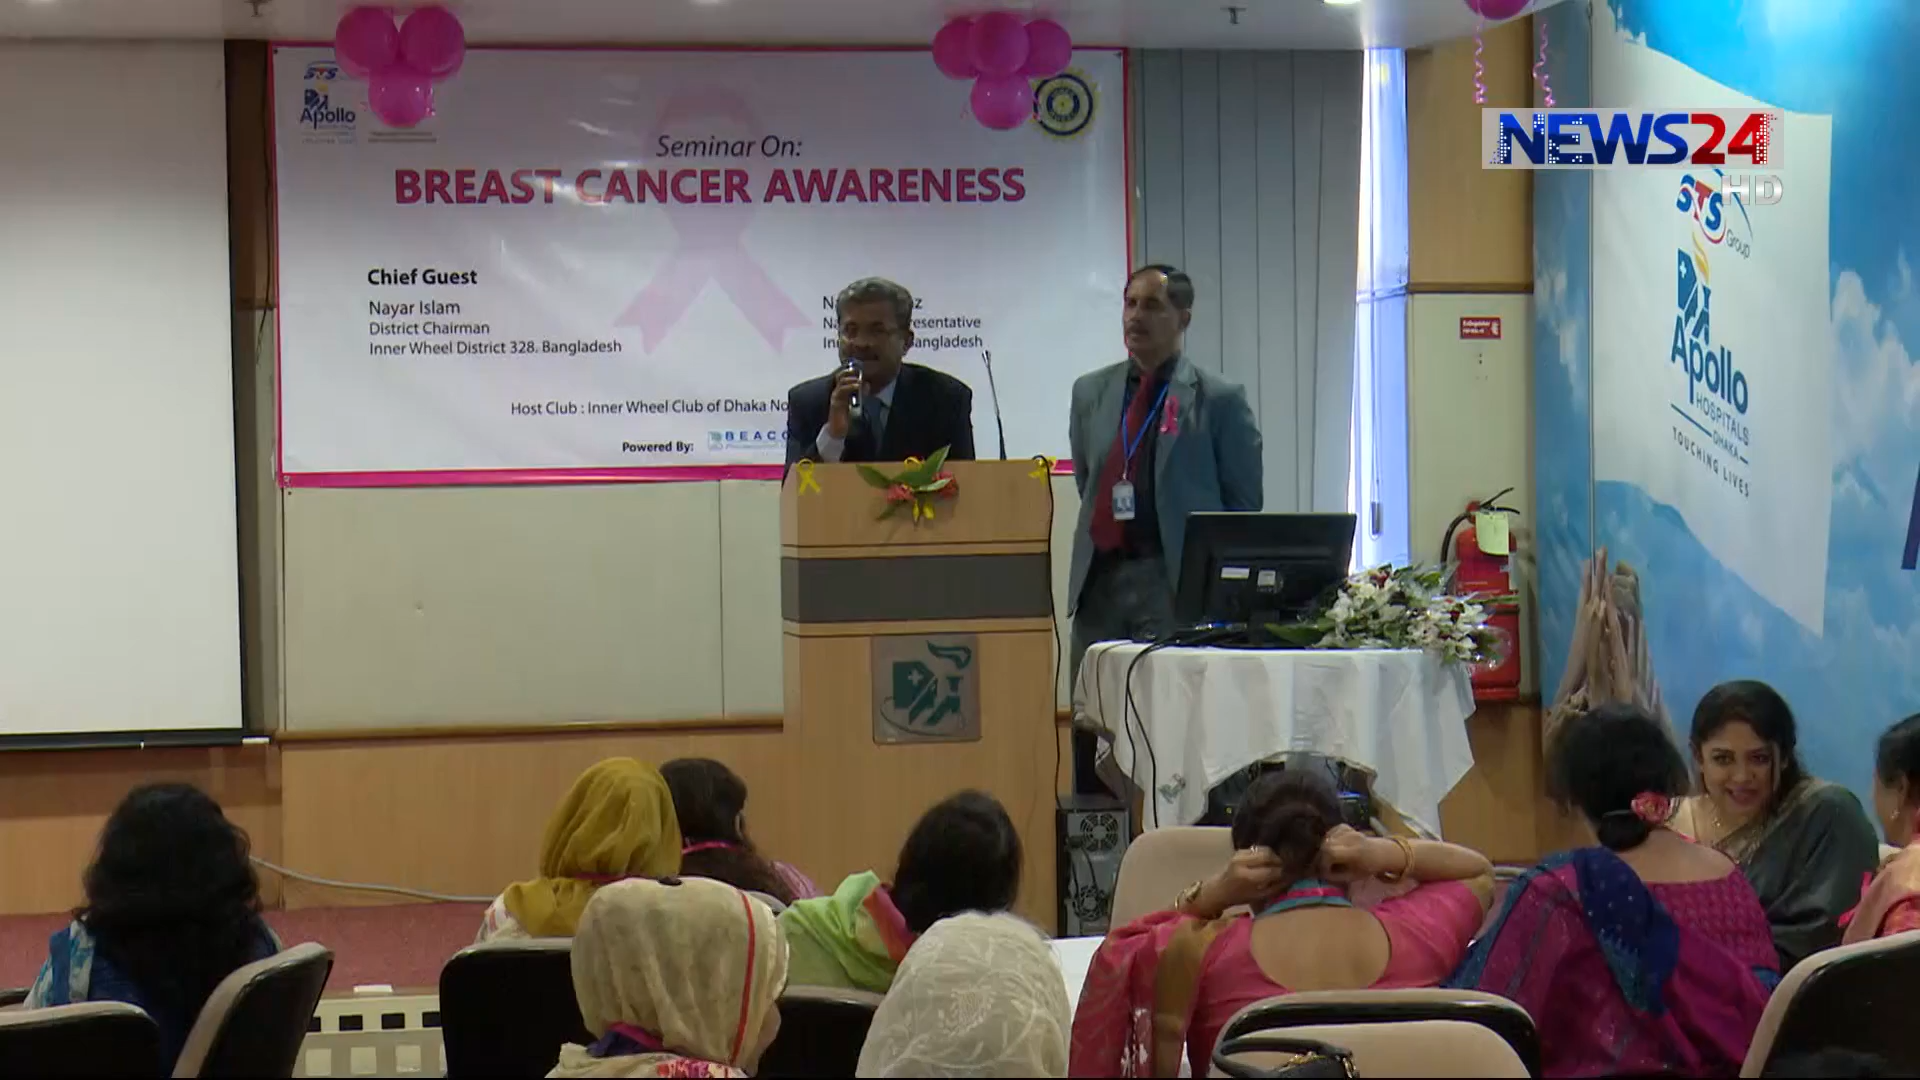 STS
Apollo
Seminar On:
BREAST CANCER AWARENESS
Chief Guest
Nayar Islam
District Chairman
Inner Wheel District 328. Bangladesh
Host Club : Inner Wheel Club of Dhaka
Powered By:
NEWS24
HD
STS
Group
Apollo
HOSPITALS
DHAKA
TOUCHING LIVES